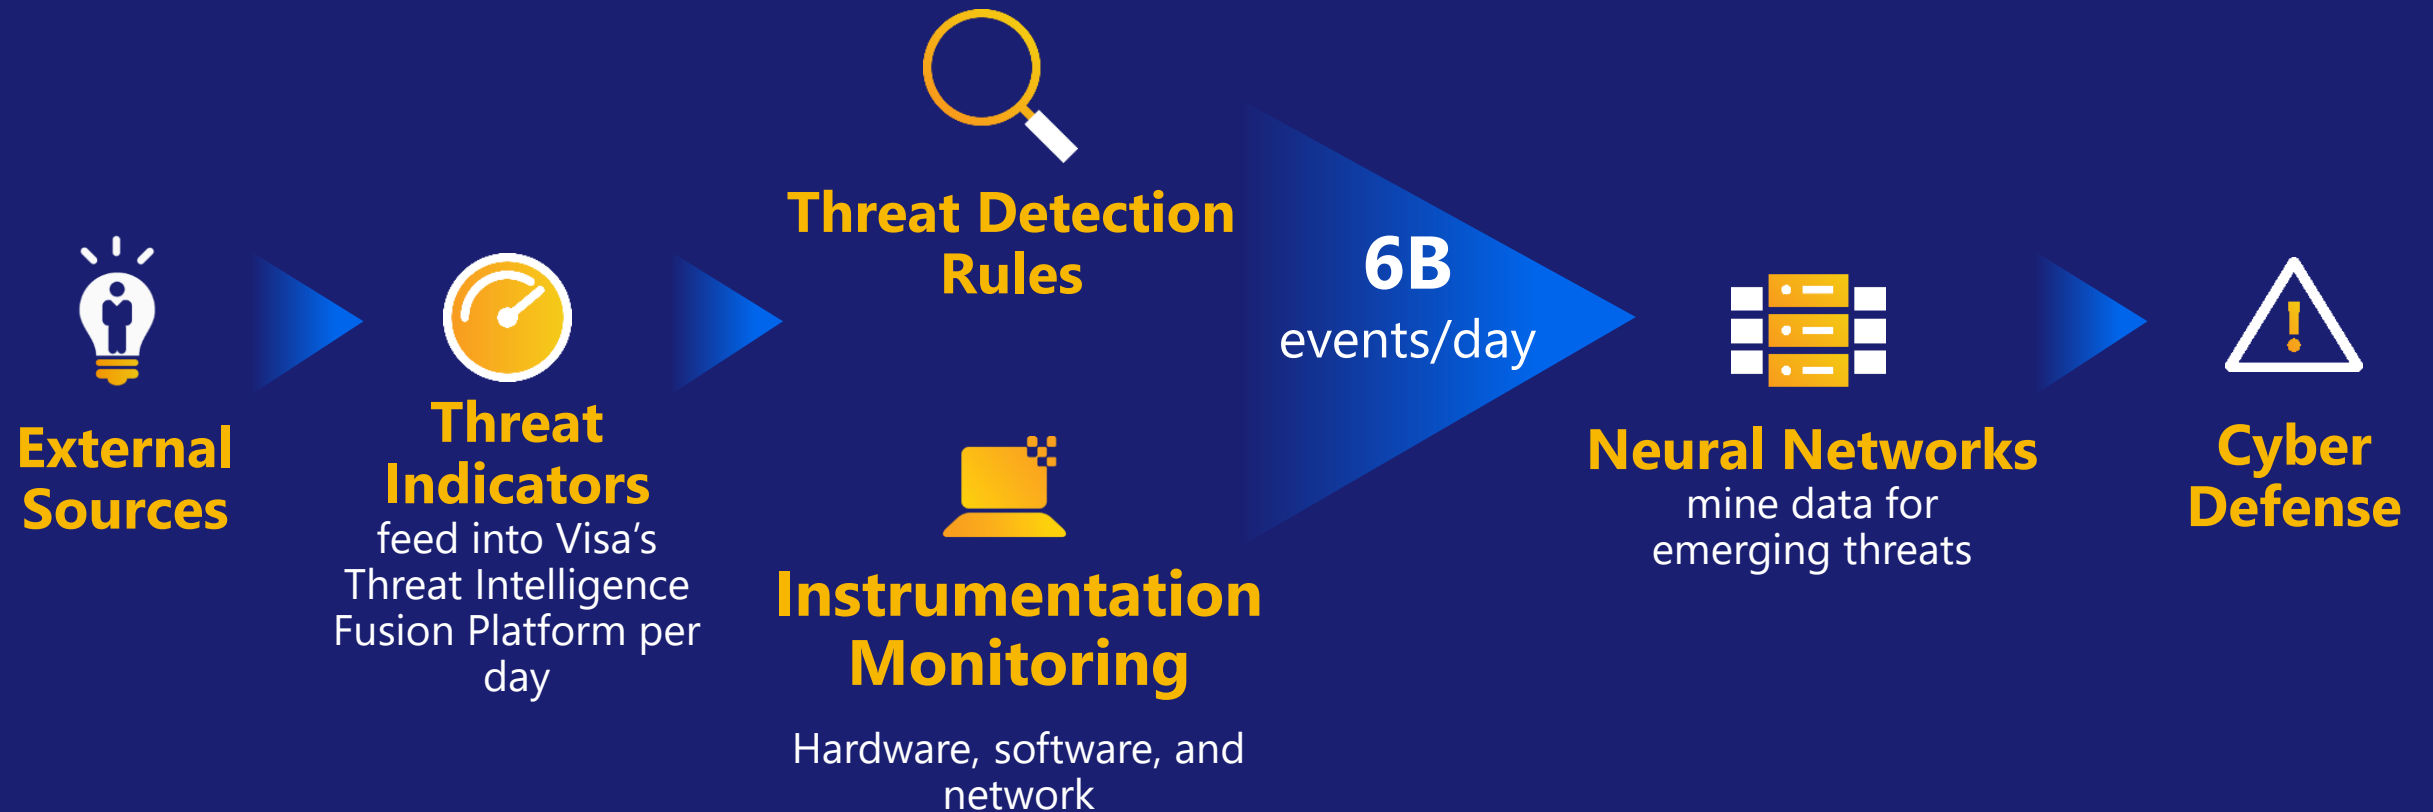 External
Sources
Threat
Indicators
feed into Visa’s
Threat Intelligence
Fusion Platform per
day
Threat Detection
Rules
Instrumentation
Monitoring
Hardware, software, and
network
6B
events/day
Neural Networks
mine data for
emerging threats
Cyber
Defense